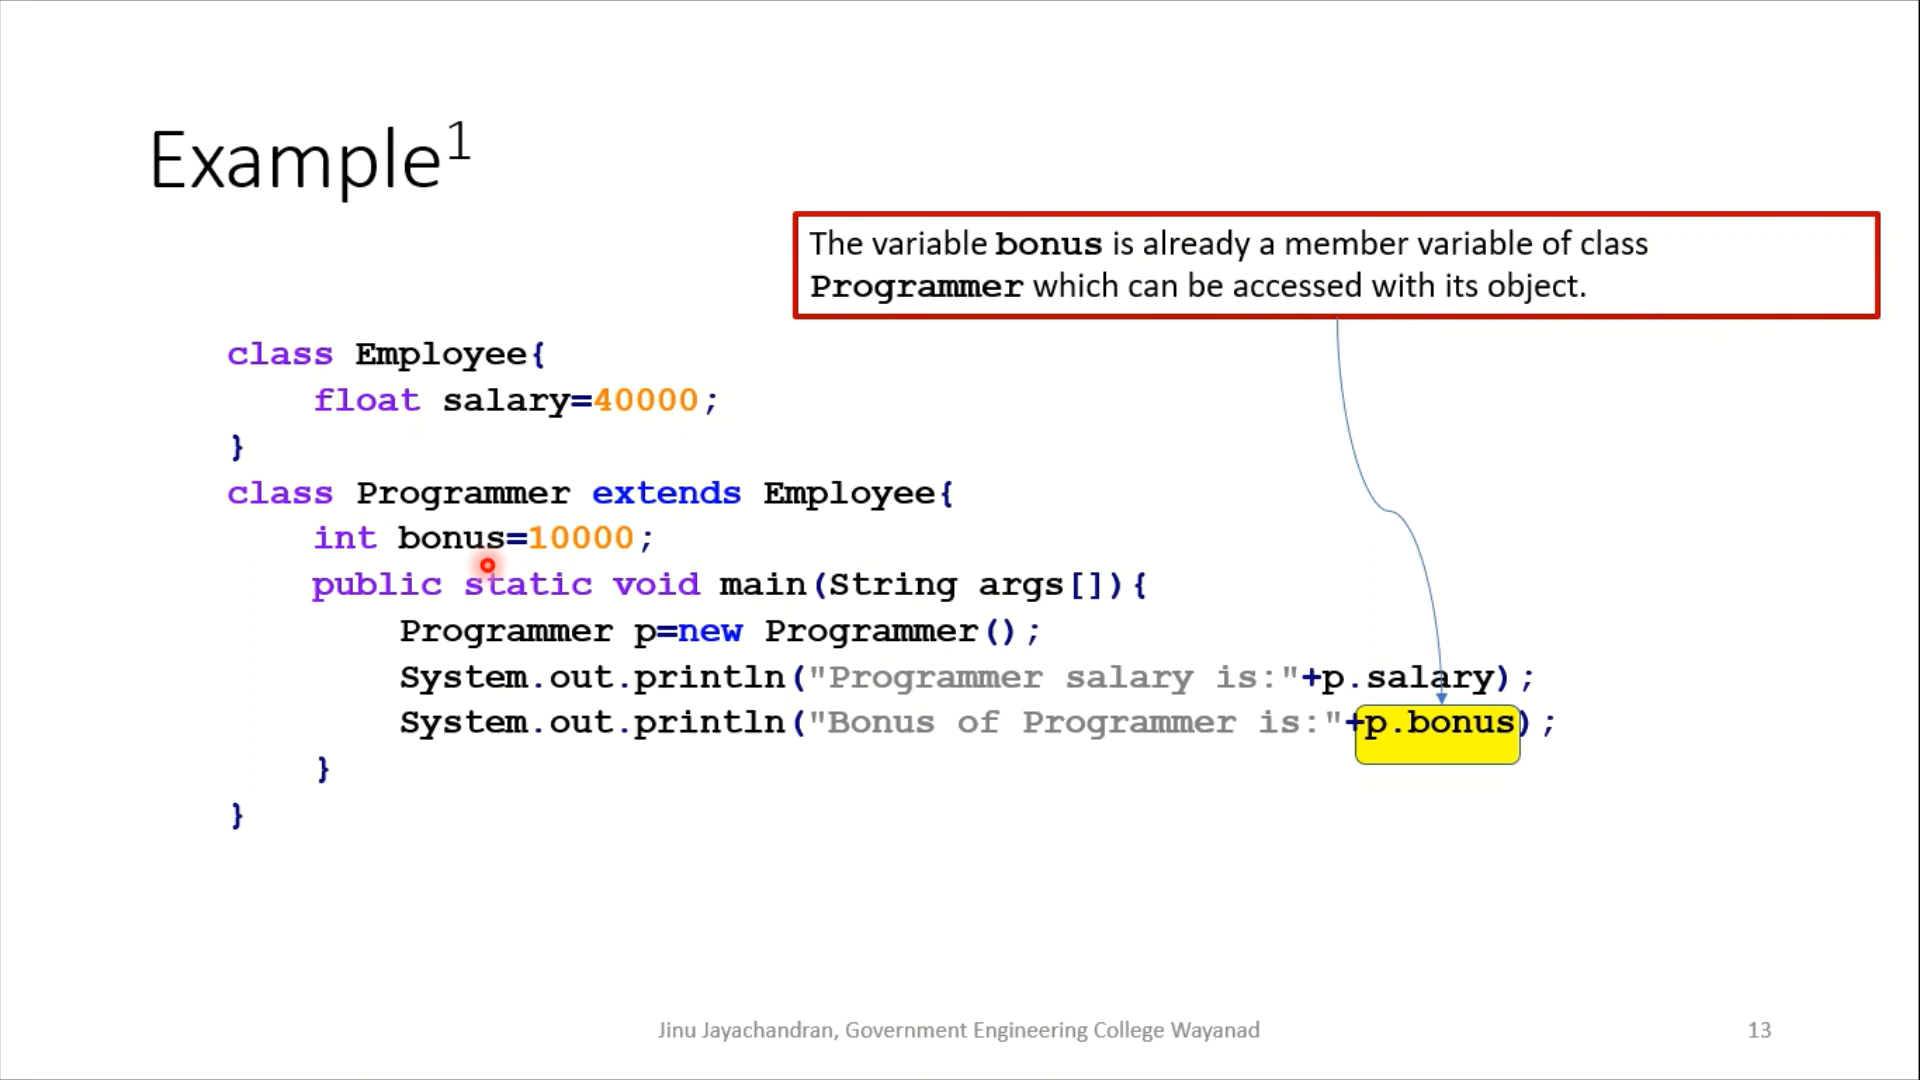 Example1
The variable bonus is already a member variable of class
Programmer which can be accessed with its object.
class Employee{
float salary=40000;
}
class Programmer extends Employee{
int bonus=10000;
public static void main(String args[]){
Programmer p=new Programmer();
System.out.println("Programmer salary is:"+p.salary);
System.out.println("Bonus of Programmer is:"+p.bonus);
}
}
Jinu Jayachandran, Government Engineering College Wayanad
13